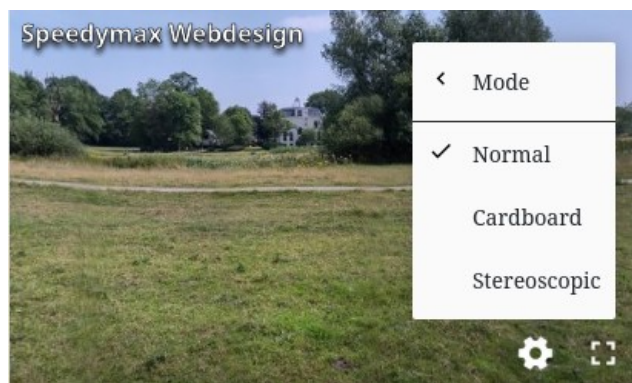 Speedymax Webdesign
Mode
Normal
Cardboard
Stereoscopic